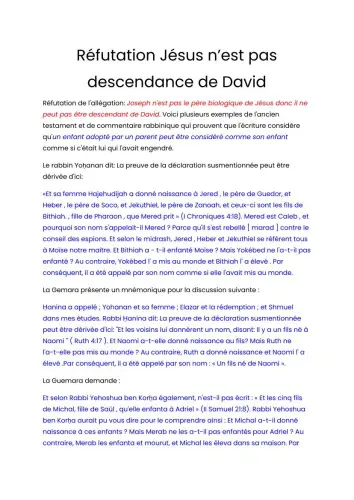 Réfutation Jésus n’est pas
descendance de David
Réfutation de l'allégation: Joseph n'est pas le père biologique de Jésus donc il ne
peut pas être descendant de David. Voici plusieurs exemples de l'ancien
testament et de commentaire rabbinique qui prouvent que l'écriture considère
qu'un enfant adopté par un parent peut être considéré comme son enfant
comme si c'était lui qui l'avait engendré.
Le rabbin Yoḥanan dit: La preuve de la déclaration susmentionnée peut être
dérivée d'ici:
«Et sa femme Hajehudijah a donné naissance à Jered , le père de Guedor, et
Heber , le père de Soco, et Jekuthiel, le père de Zanoah, et ceux-ci sont les fils de
Bithiah. , fille de Pharaon , que Mered prit » (I Chroniques 4:18). Mered est Caleb , et
pourquoi son nom s'appelait-il Mered ? Parce qu'il s'est rebellé [ marad ] contre le
conseil des espions. Et selon le midrash, Jered , Heber et Jekuthiel se réfèrent tous
à Moïse notre maître. Et Bithiah a - t-il enfanté Moïse ? Mais Yokébed ne l'a-t-il pas
enfanté ? Au contraire, Yokébed l' a mis au monde et Bithiah l' a élevé . Par
conséquent, il a été appelé par son nom comme si elle l'avait mis au monde.
La Gemara présente un mnémonique pour la discussion suivante :
Ḥanina a appelé ; Yohanan et sa femme ; Elazar et la rédemption ; et Shmuel
dans mes études. Rabbi Ḥanina dit: La preuve de la déclaration susmentionnée
peut être dérivée d'ici: "Et les voisins lui donnèrent un nom, disant: Il y a un fils né à
Naomi " ( Ruth 4:17 ). Et Naomi a-t-elle donné naissance au fils? Mais Ruth ne
l'a-t-elle pas mis au monde ? Au contraire, Ruth a donné naissance et Naomi l' a
élevé .Par conséquent, il a été appelé par son nom : « Un fils né de Naomi ».
La Guemara demande :
Et selon Rabbi Yehoshua ben Korḥa également, n'est-il pas écrit : « Et les cinq fils
de Michal, fille de Saül , qu'elle enfanta à Adriel » (II Samuel 21:8). Rabbi Yehoshua
ben Korḥa aurait pu vous dire pour le comprendre ainsi : Et Michal a-t-il donné
naissance à ces enfants ? Mais Merab ne les a-t-il pas enfantés pour Adriel ? Au
contraire, Merab les enfanta et mourut, et Michal les éleva dans sa maison. Par